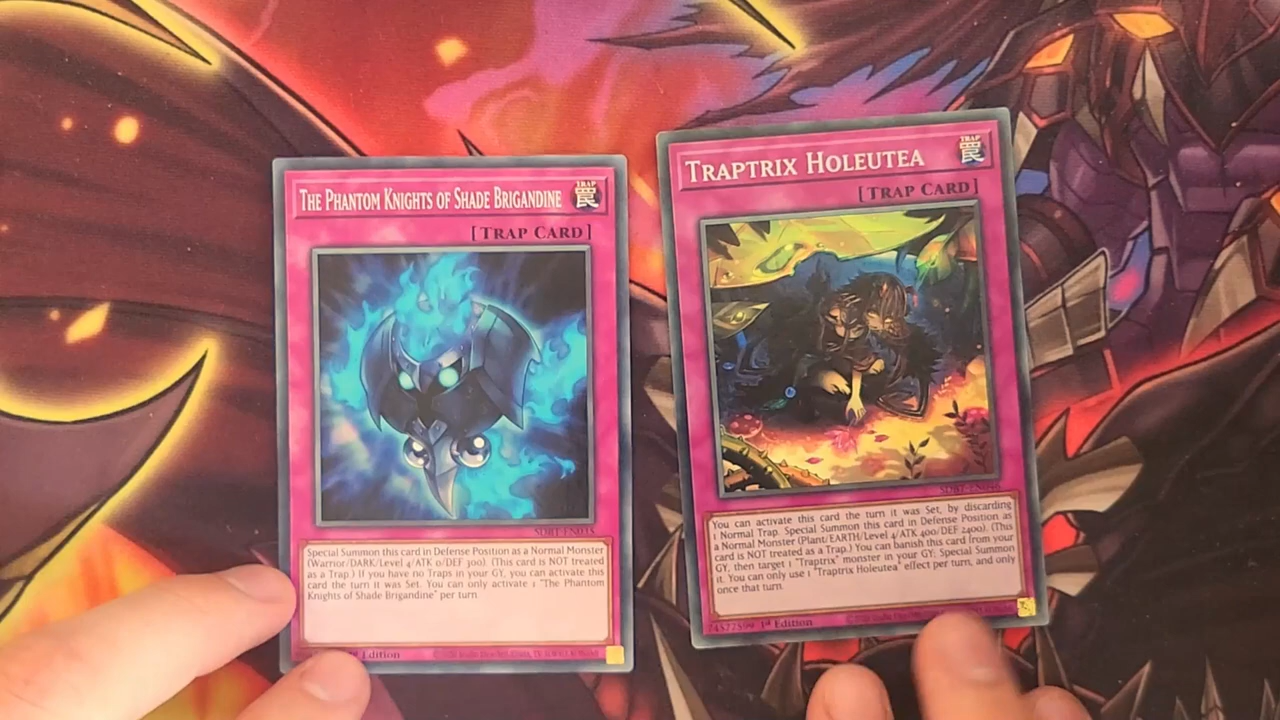 THE PHANTOM KNIGHTS OF SHADE BRIGANDINE
TRAP
罠
[TRAP CARD]
SDBT-EN035
Special Summon this card in Defense Position as a Normal Monster
(Warrior/DARK/Level 4/ATK 0/DEF 300). (This card is NOT treated
as a Trap.) If you have no Traps in your GY, you can activate this
card the turn it was Set. You can only activate 1 "The Phantom
Knights of Shade Brigandine" per turn.
Edition
TRAPTRIX HOLEUTEA
TRAP
罠
[TRAP CARD]
You can activate this card the turn it was Set, by discarding
1 Normal Trap. Special Summon this card in Defense Position as
a Normal Monster (Plant/EARTH/Level 4/ATK 400/DEF 2400). (This
card is NOT treated as a Trap.) You can banish this card from your
GY, then target 1 "Traptrix" monster in your GY; Special Summon
it. You can only use 1 "Traptrix Holeutea" effect per turn, and only
once that turn.
1st Edition